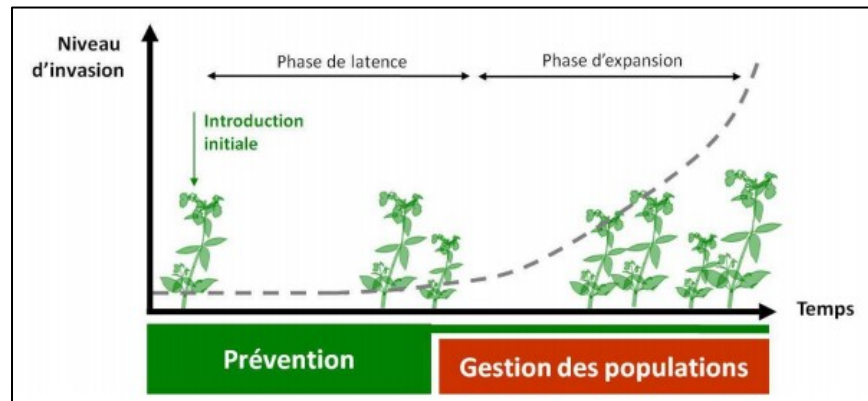 Niveau
d'invasion
Phase de latence
Phase d'expansion
Introduction
initiale
Temps
Prévention
Gestion des populations